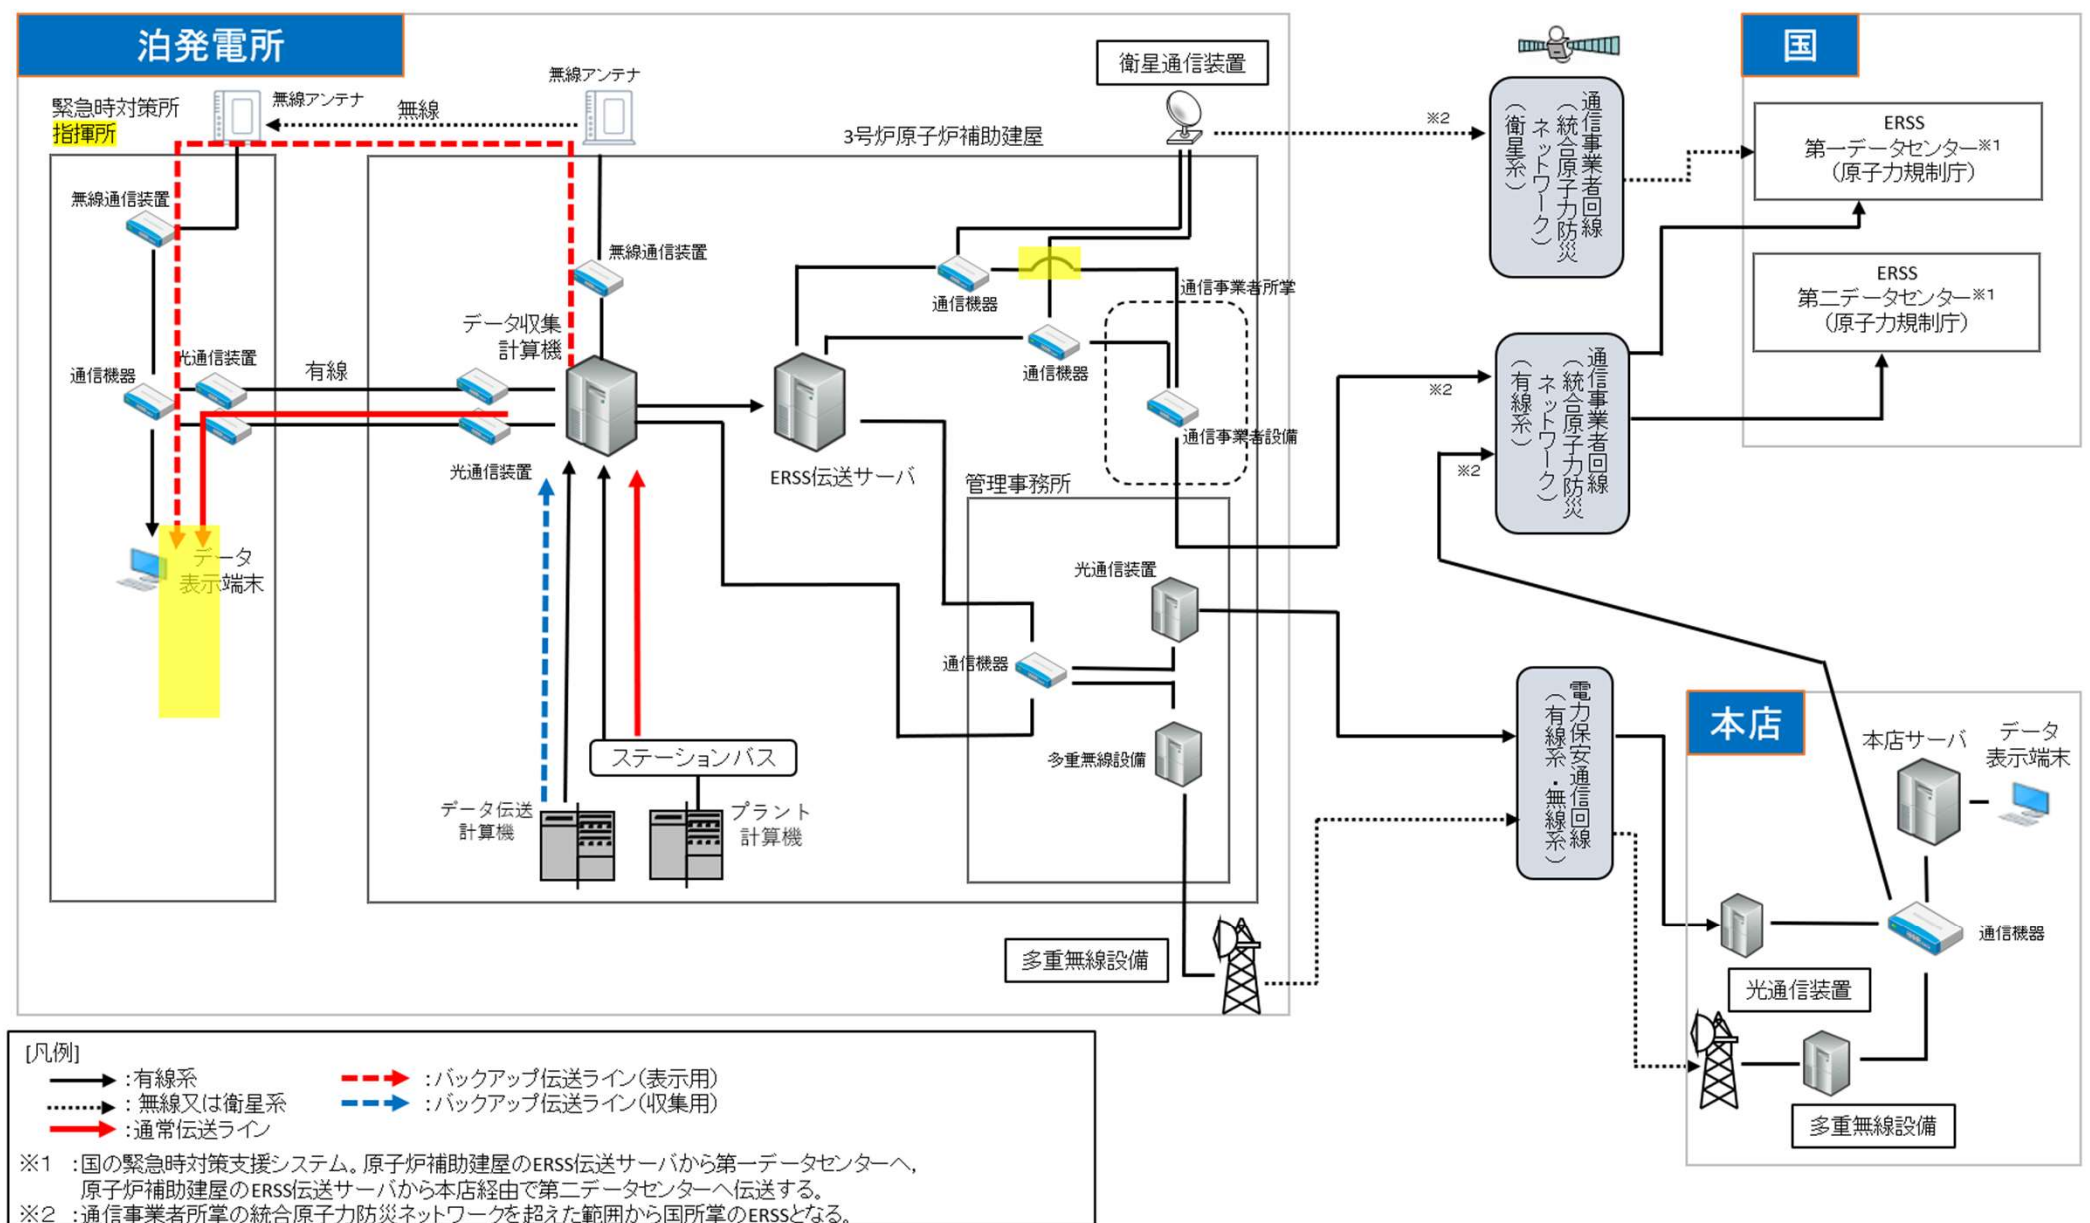 泊発電所
国
無線アンテナ
衛星通信装置
緊急時対策所
指揮所
無線アンテナ
無線
3号炉原子炉補助建屋
※2
通信事業者回線
(統合原子力防災
ネットワーク)
(衛星系)
ERSS
第一データセンター※1
(原子力規制庁)
無線通信装置
無線通信装置
通信機器
通信事業者所掌
ERSS
第二データセンター※1
(原子力規制庁)
データ収集
計算機
光通信装置
有線
通信機器
通信機器
※2
通信事業者回線
(統合原子力防災
ネットワーク)
(有線系)
通信事業者設備
※2
光通信装置
ERSS伝送サーバ
管理事務所
データ
表示端末
光通信装置
通信機器
電力保安通信回線
(有線系・無線系)
本店
本店サーバ
データ
表示端末
ステーションバス
多重無線設備
データ伝送
計算機
プラント
計算機
通信機器
多重無線設備
光通信装置
多重無線設備
[凡例]
:有線系
:無線又は衛星系
:通常伝送ライン
:バックアップ伝送ライン(表示用)
:バックアップ伝送ライン(収集用)
※1 :国の緊急時対策支援システム。原子炉補助建屋のERSS伝送サーバから第一データセンターへ,
原子炉補助建屋のERSS伝送サーバから本店経由で第二データセンターへ伝送する。
※2 :通信事業者所掌の統合原子力防災ネットワークを超えた範囲から国所掌のERSSとなる。